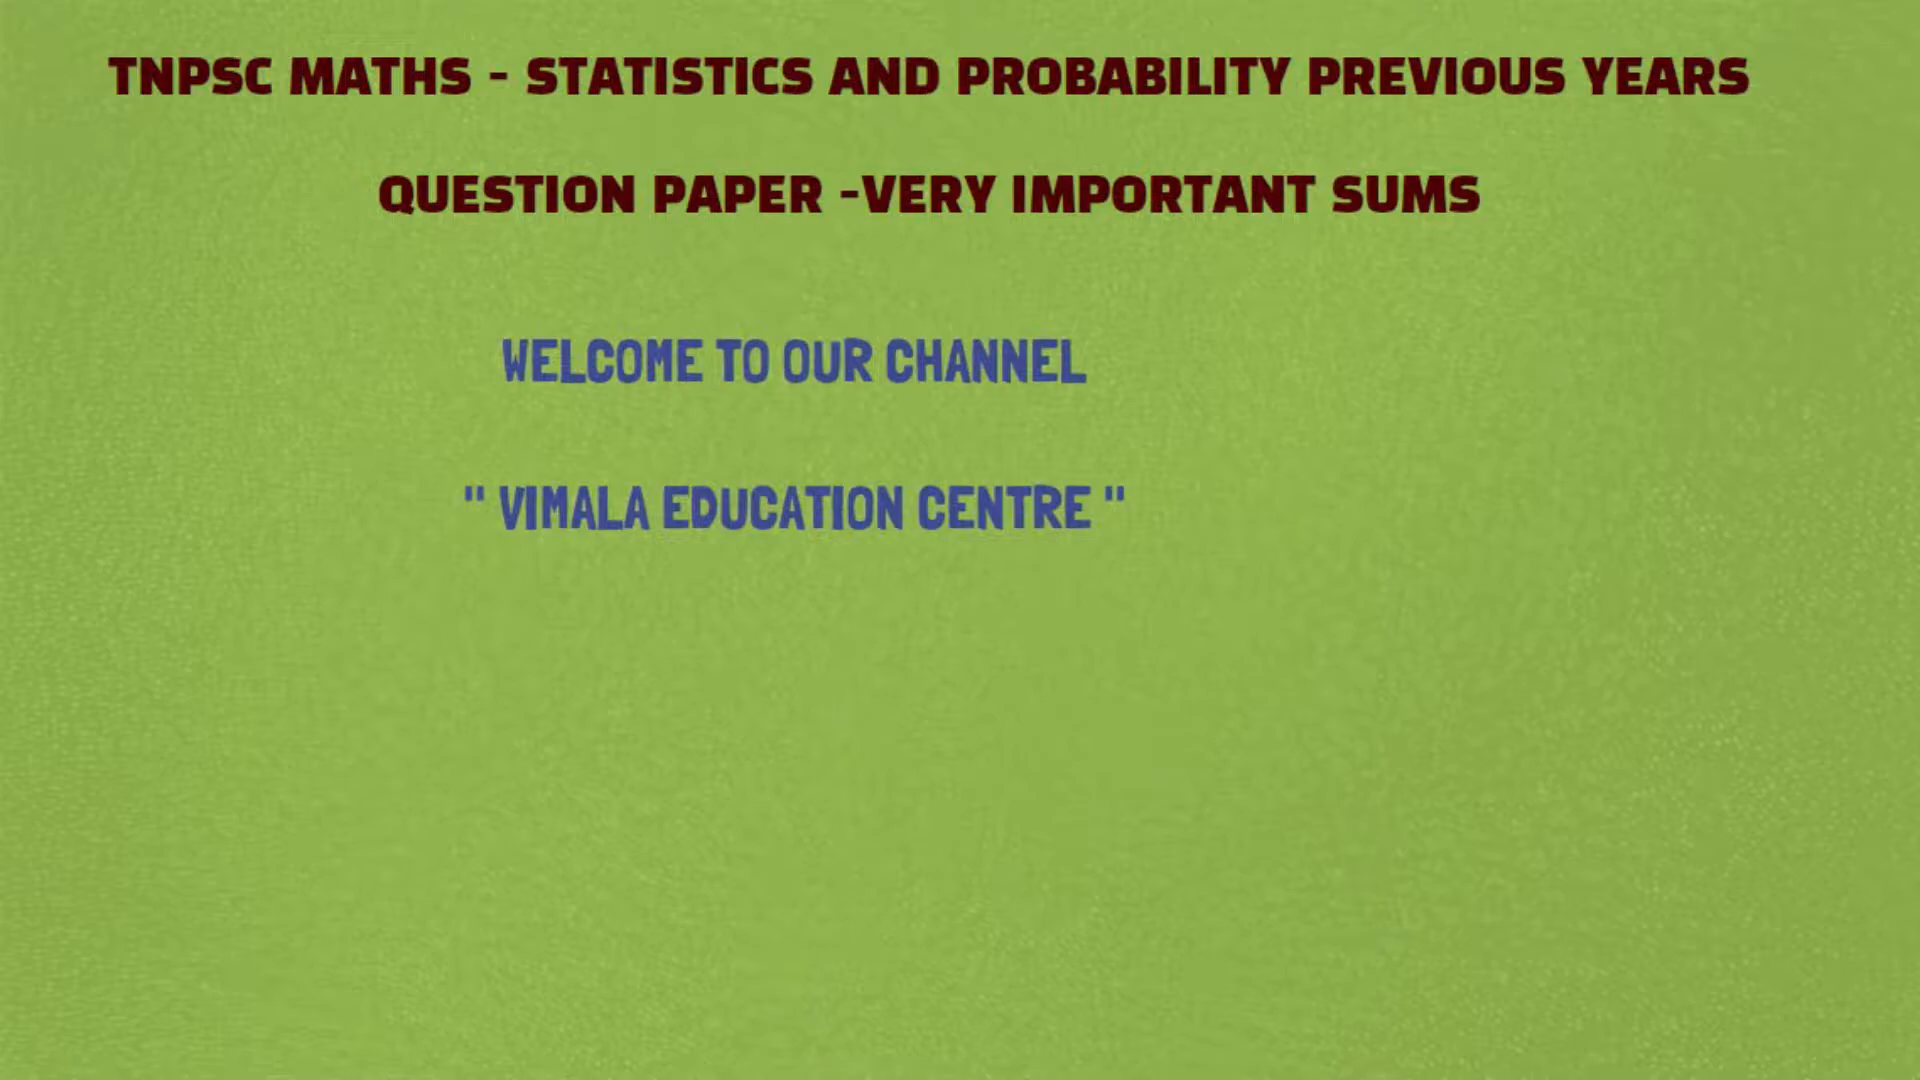 TNPSC MATHS - STATISTICS AND PROBABILITY PREVIOUS YEARS
QUESTION PAPER -VERY IMPORTANT SUMS
WELCOME TO OUR CHANNEL
" VIMALA EDUCATION CENTRE "